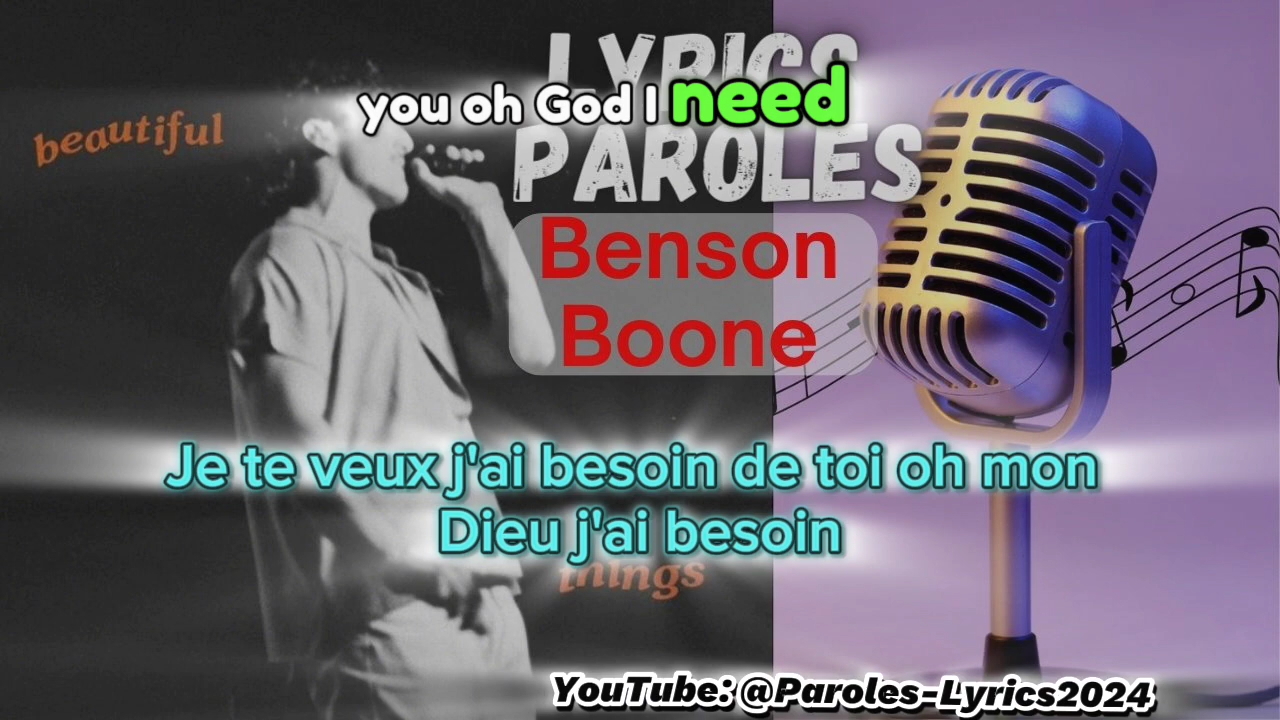 LYRICS
you oh God I need
beautiful
PAROLES
Benson
Boone
Je te veux j'ai besoin de toi oh mon
Dieu j'ai besoin
things
YouTube: @Paroles-Lyrics2024